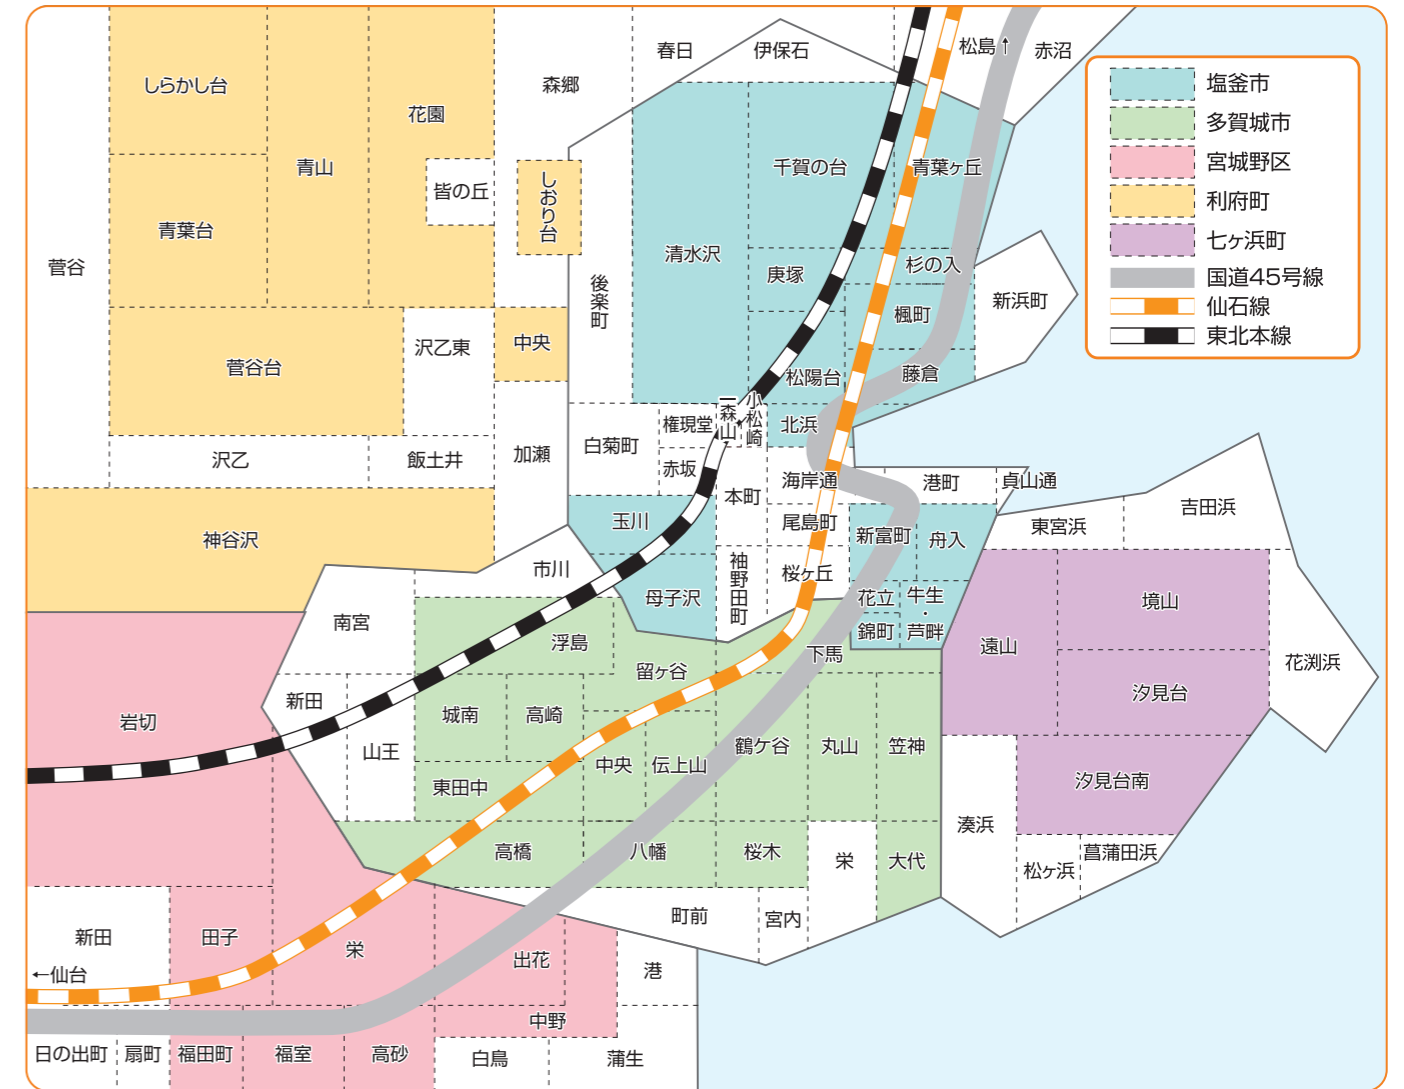 しらかし台
花園
森郷
春日
伊保石
松島↑
赤沼
青山
皆の丘
しおり台
千賀の台
青葉ヶ丘
青葉台
菅谷
清水沢
庚塚
杉の入
後楽町
楓町
新浜町
沢乙東
中央
菅谷台
松陽台
藤倉
白菊町
権現堂
一森山
小松崎
北浜
沢乙
飯土井
加瀬
赤坂
本町
海岸通
港町
貞山通
神谷沢
玉川
尾島町
新富町
舟入
東宮浜
吉田浜
市川
母子沢
袖野田町
桜ヶ丘
花立
牛生・芦畔
錦町
南宮
浮島
留ヶ谷
下馬
遠山
境山
花渕浜
汐見台
岩切
新田
山王
城南
高崎
中央
伝上山
鶴ケ谷
丸山
笠神
東田中
汐見台南
湊浜
高橋
八幡
桜木
栄
大代
松ヶ浜
菖蒲田浜
新田
田子
栄
町前
宮内
出花
港
←仙台
中野
日の出町
扇町
福田町
福室
高砂
白鳥
蒲生
塩釜市
多賀城市
宮城野区
利府町
七ヶ浜町
国道45号線
仙石線
東北本線